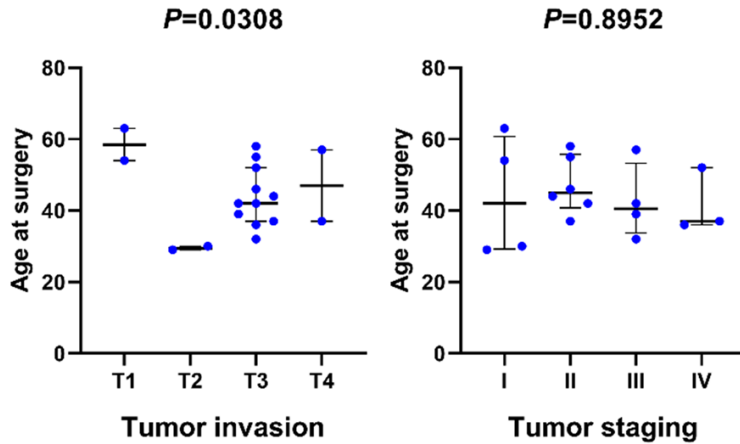 P=0.0308
Age at surgery
80
60
40
20
0
T1 T2 T3 T4
Tumor invasion
P=0.8952
Age at surgery
80
60
40
20
0
I II III IV
Tumor staging